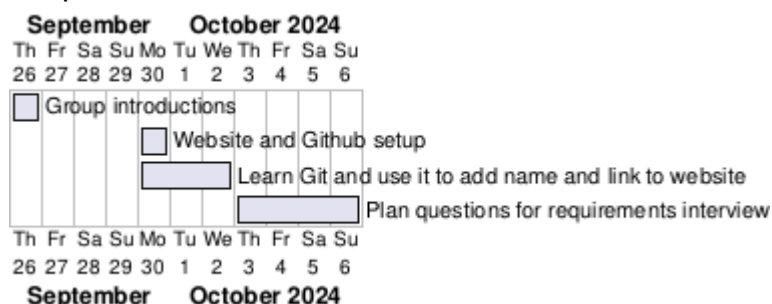 September October 2024
Th Fr Sa Su Mo Tu We Th Fr Sa Su
26 27 28 29 30 1 2 3 4 5 6
Group introductions
Website and Github setup
Learn Git and use it to add name and link to website
Plan questions for requirements interview
Th Fr Sa Su Mo Tu We Th Fr Sa Su
26 27 28 29 30 1 2 3 4 5 6
September October 2024